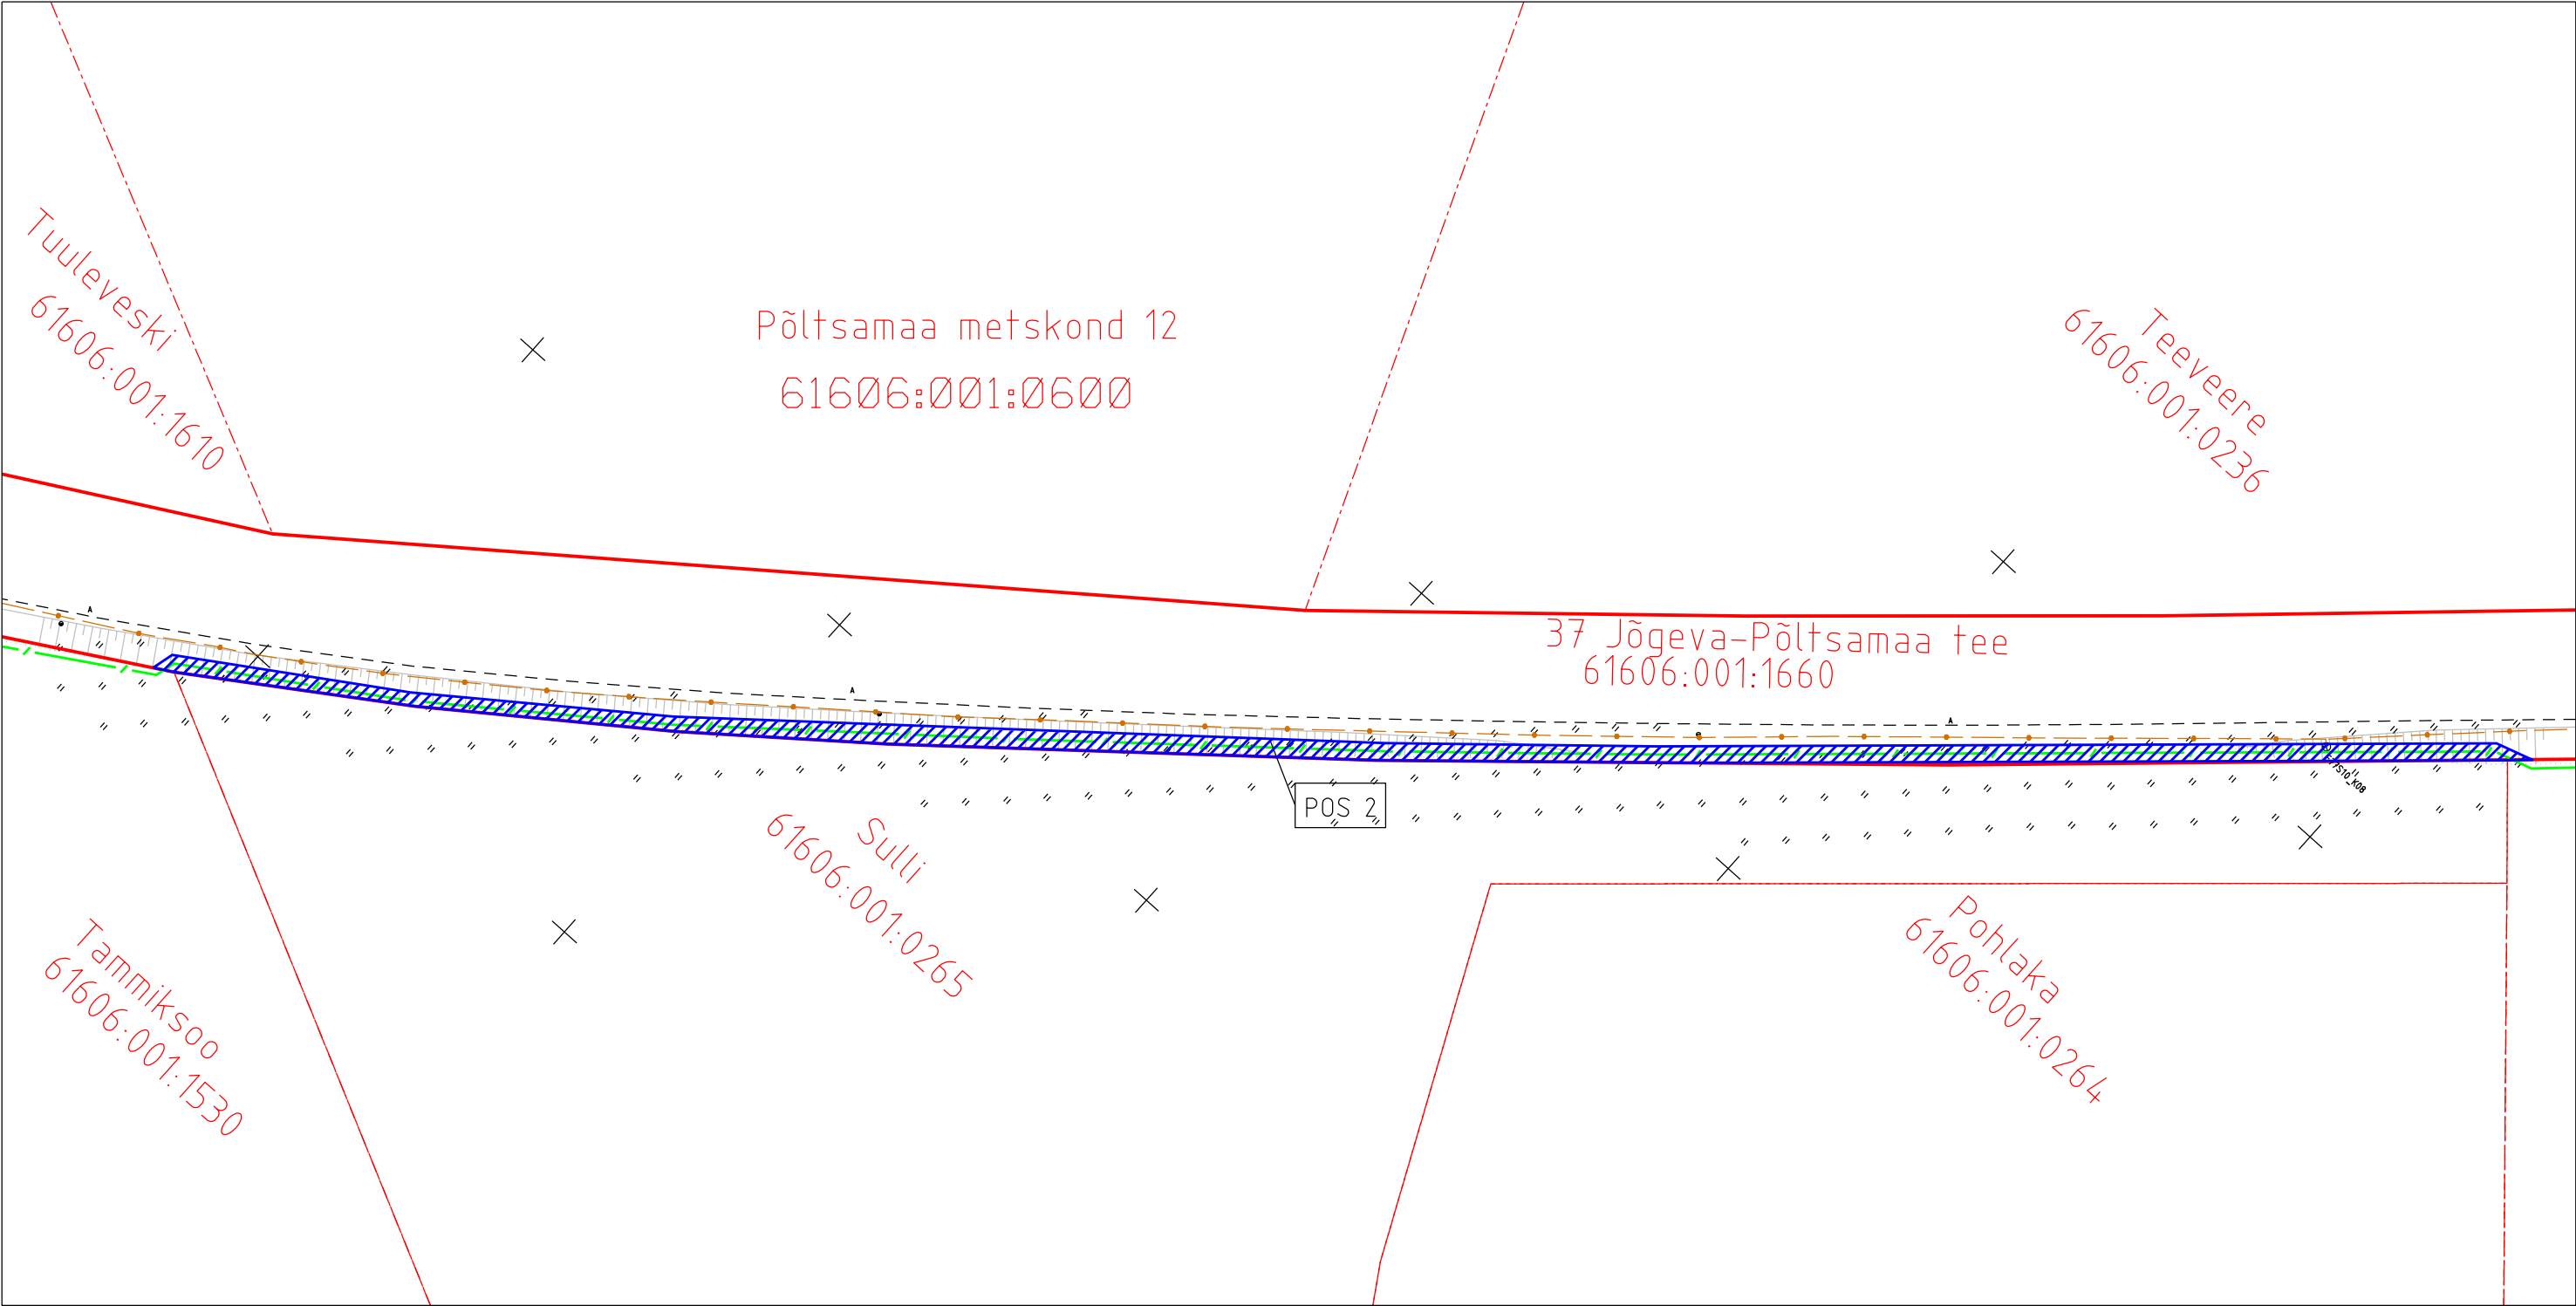 Tuuleveski
61606:001:1610
Põltsamaa metskond 12
61606:001:0600
Teeveere
61606:001:0236
37 Jõgeva-Põltsamaa tee
61606:001:1660
A
A
A
POS 2
Sulli
61606:001:0265
Pohlaka
61606:001:0264
Tammiksoo
61606:001:1530